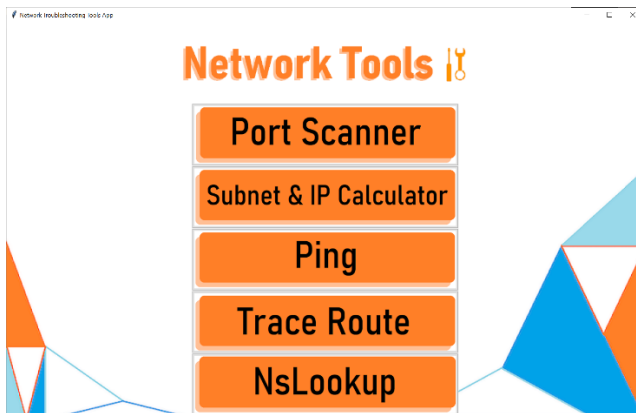 Network Troubleshooting Tools App
Network Tools
Port Scanner
Subnet & IP Calculator
Ping
Trace Route
NsLookup